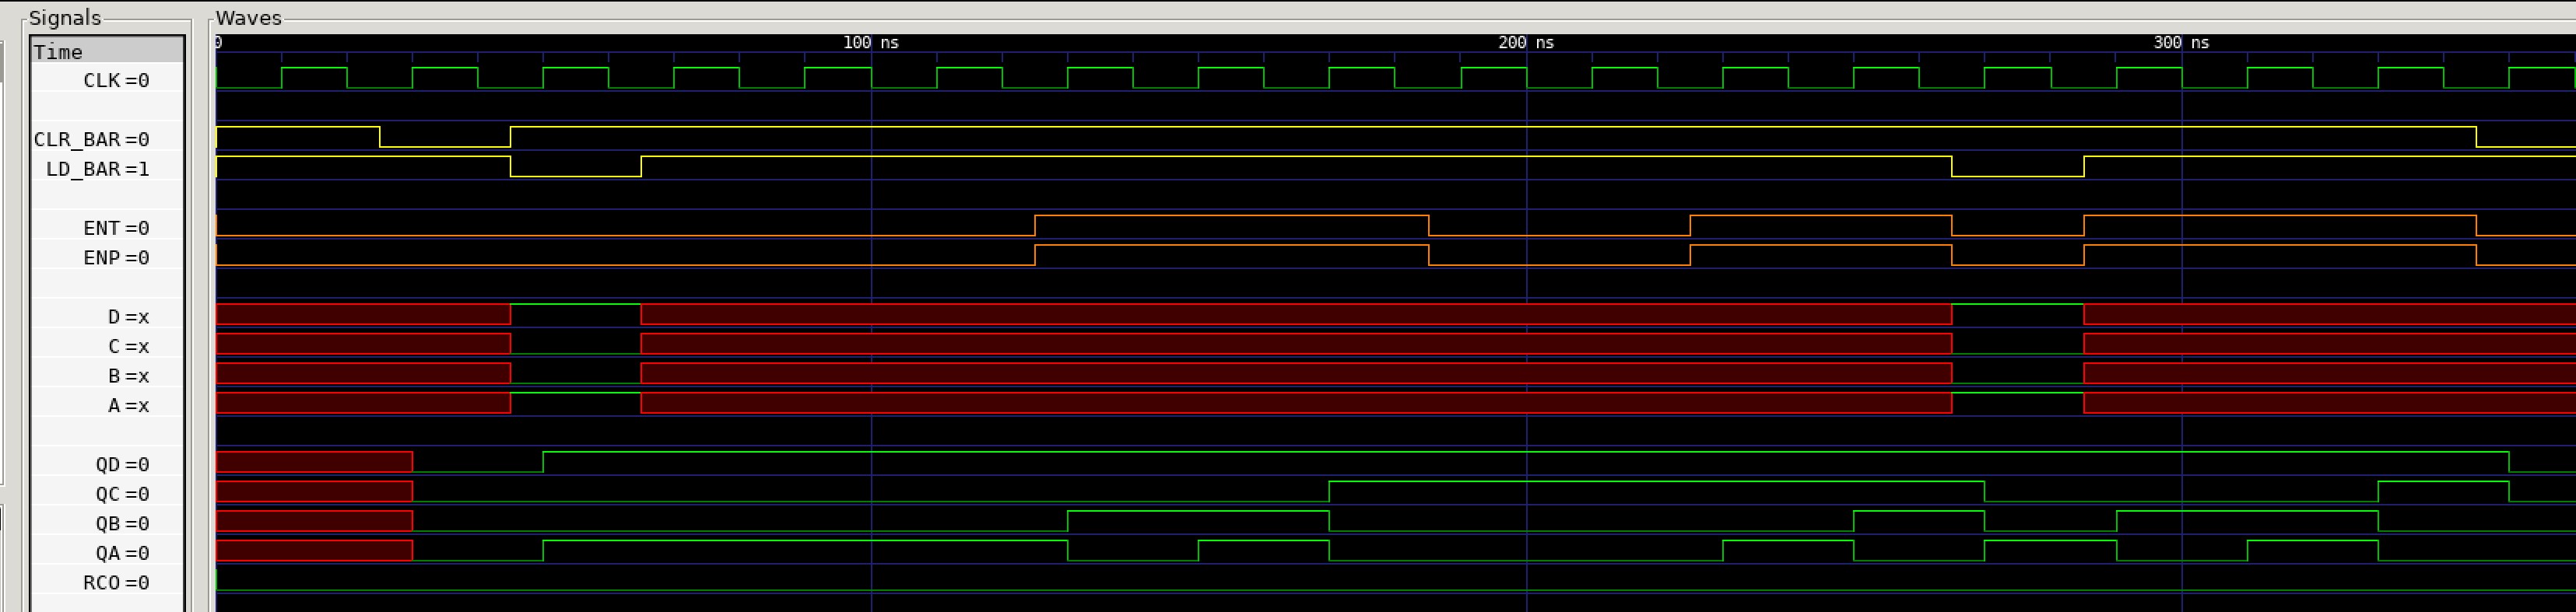 Signals
Waves
Time
0
100 ns
200 ns
300 ns
CLK=0
CLR_BAR=0
LD_BAR=1
ENT=0
ENP=0
D=x
C=x
B=x
A=x
QD=0
QC=0
QB=0
QA=0
RCO=0